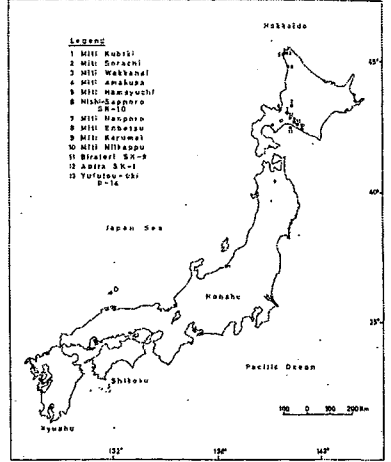 Hokkaido
Legend
1 Miti Kubiki
2 Miti Sorachi
3 Miti Wakkanai
4 Miti Amakusa
5 Miti Hamayuchi
6 Nishi-Sapporo
SK-10
7 Miti Nanporo
8 Miti Enbetsu
9 Miti Karumai
10 Miti Niikappu
11 Biratori SK-9
12 Abira SK-1
13 Yufutsu-oki
45°
40°
Japan Sea
Honshu
35°
Pacific Ocean
Shikoku
Kyushu
100 0 100 200 Km
132°
136°